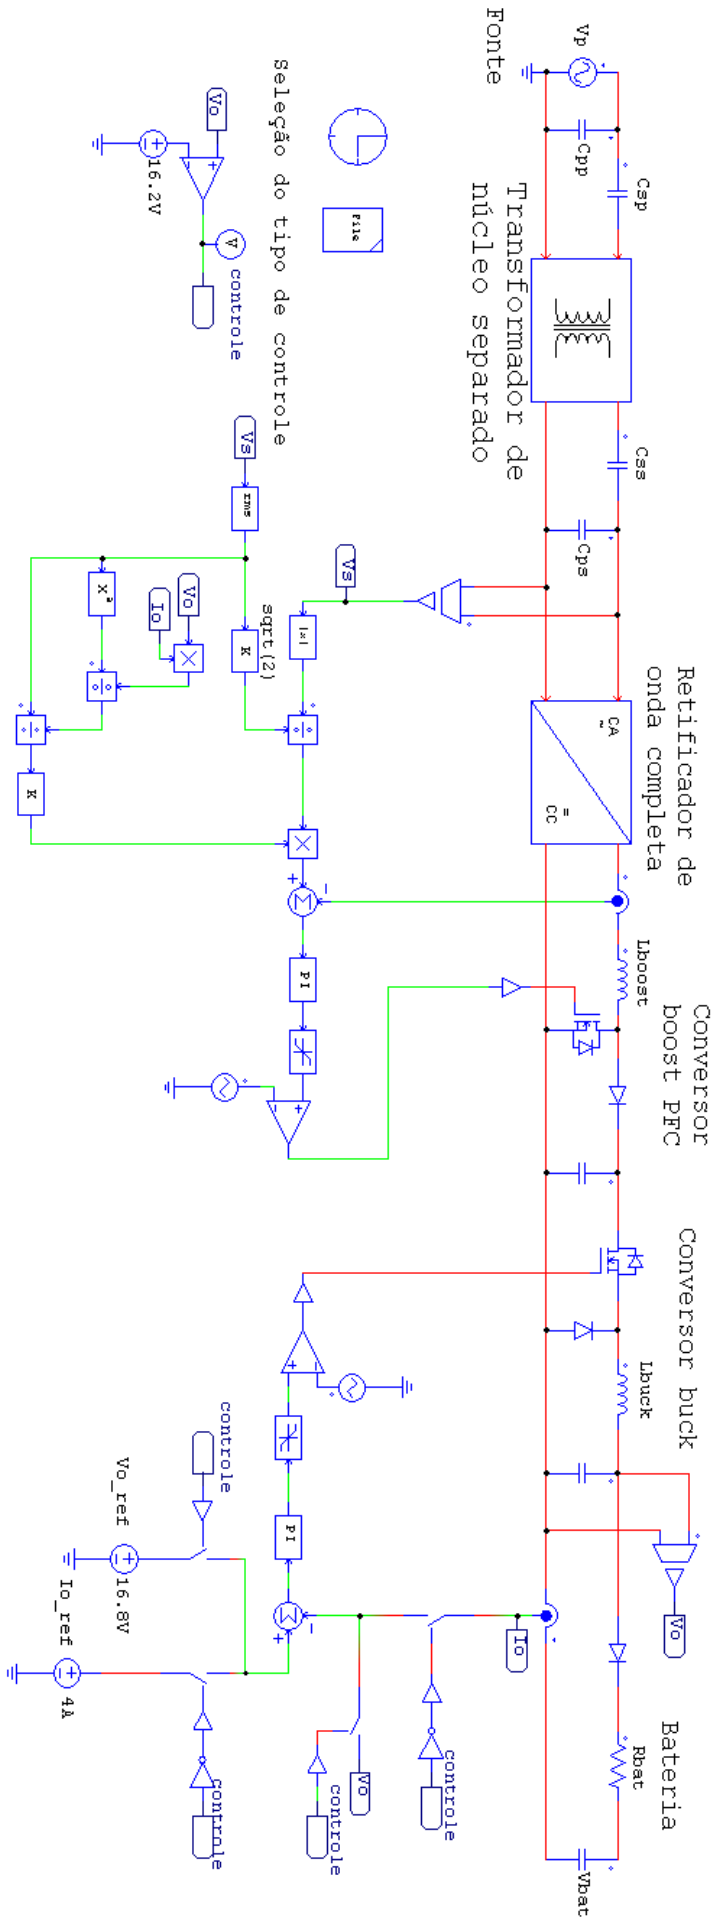 Fonte
Vp
Cpp
Csp
Transformador de
núcleo separado
Css
Cps
Retificador de
onda completa
CA
~
=
CC
Lboost
Conversor
boost PFC
Conversor buck
Lbuck
Vo
Bateria
Rbat
Vbat
Seleção do tipo de controle
File
Vo
16.2V
V
controle
Vs
rms
x²
Vo
Io
K
sqrt(2)
K
Vs
|x|
PI
controle
Vo_ref
16.8V
Io_ref
4A
PI
Io
controle
Vo
controle
controle